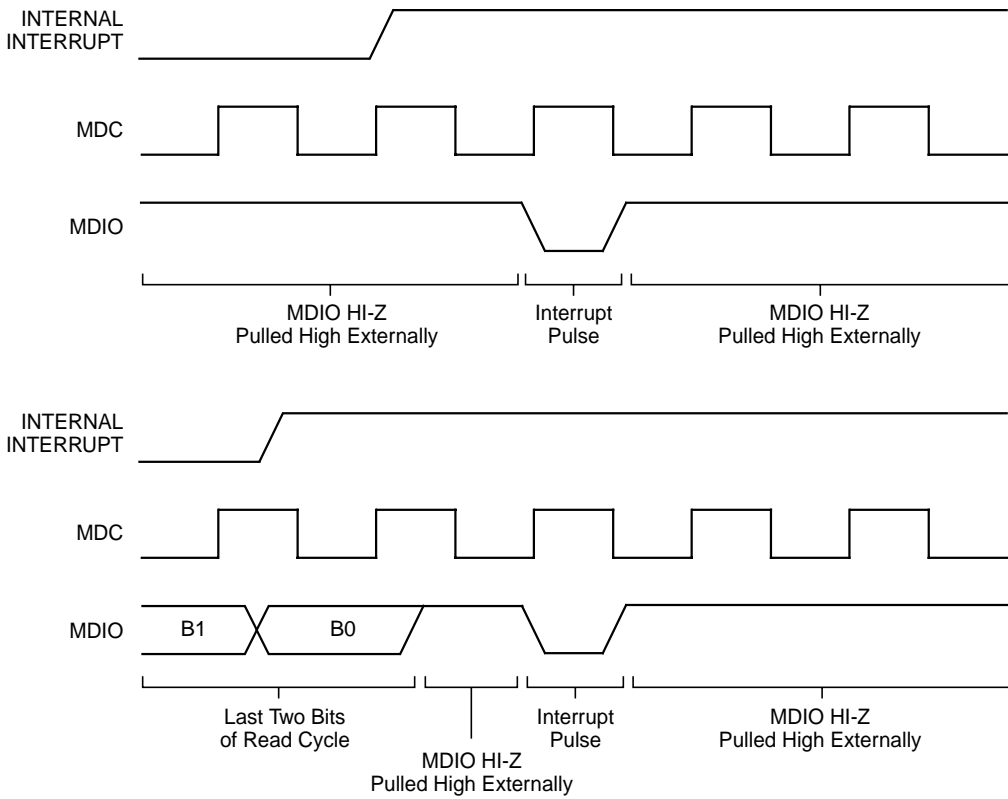 INTERNAL
INTERRUPT
MDC
MDIO
MDIO HI-Z
Pulled High Externally
Interrupt
Pulse
MDIO HI-Z
Pulled High Externally
INTERNAL
INTERRUPT
MDC
MDIO
B1
B0
Last Two Bits
of Read Cycle
MDIO HI-Z
Pulled High Externally
Interrupt
Pulse
MDIO HI-Z
Pulled High Externally